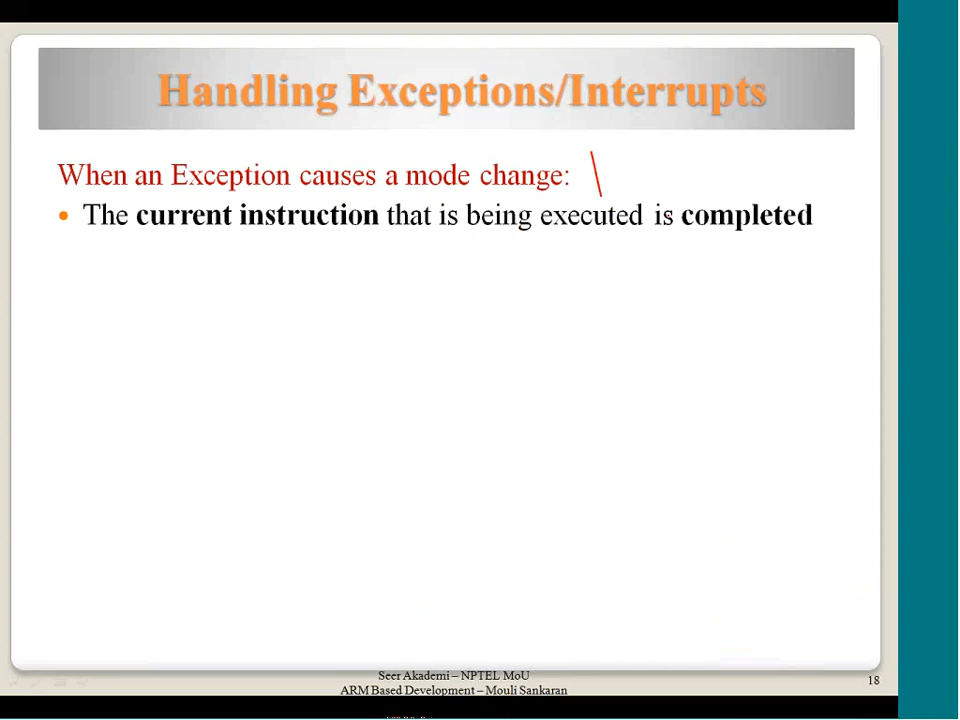 Handling Exceptions/Interrupts
When an Exception causes a mode change:
• The current instruction that is being executed is completed
Seer Akademi – NPTEL MoU
ARM Based Development – Mouli Sankaran
18